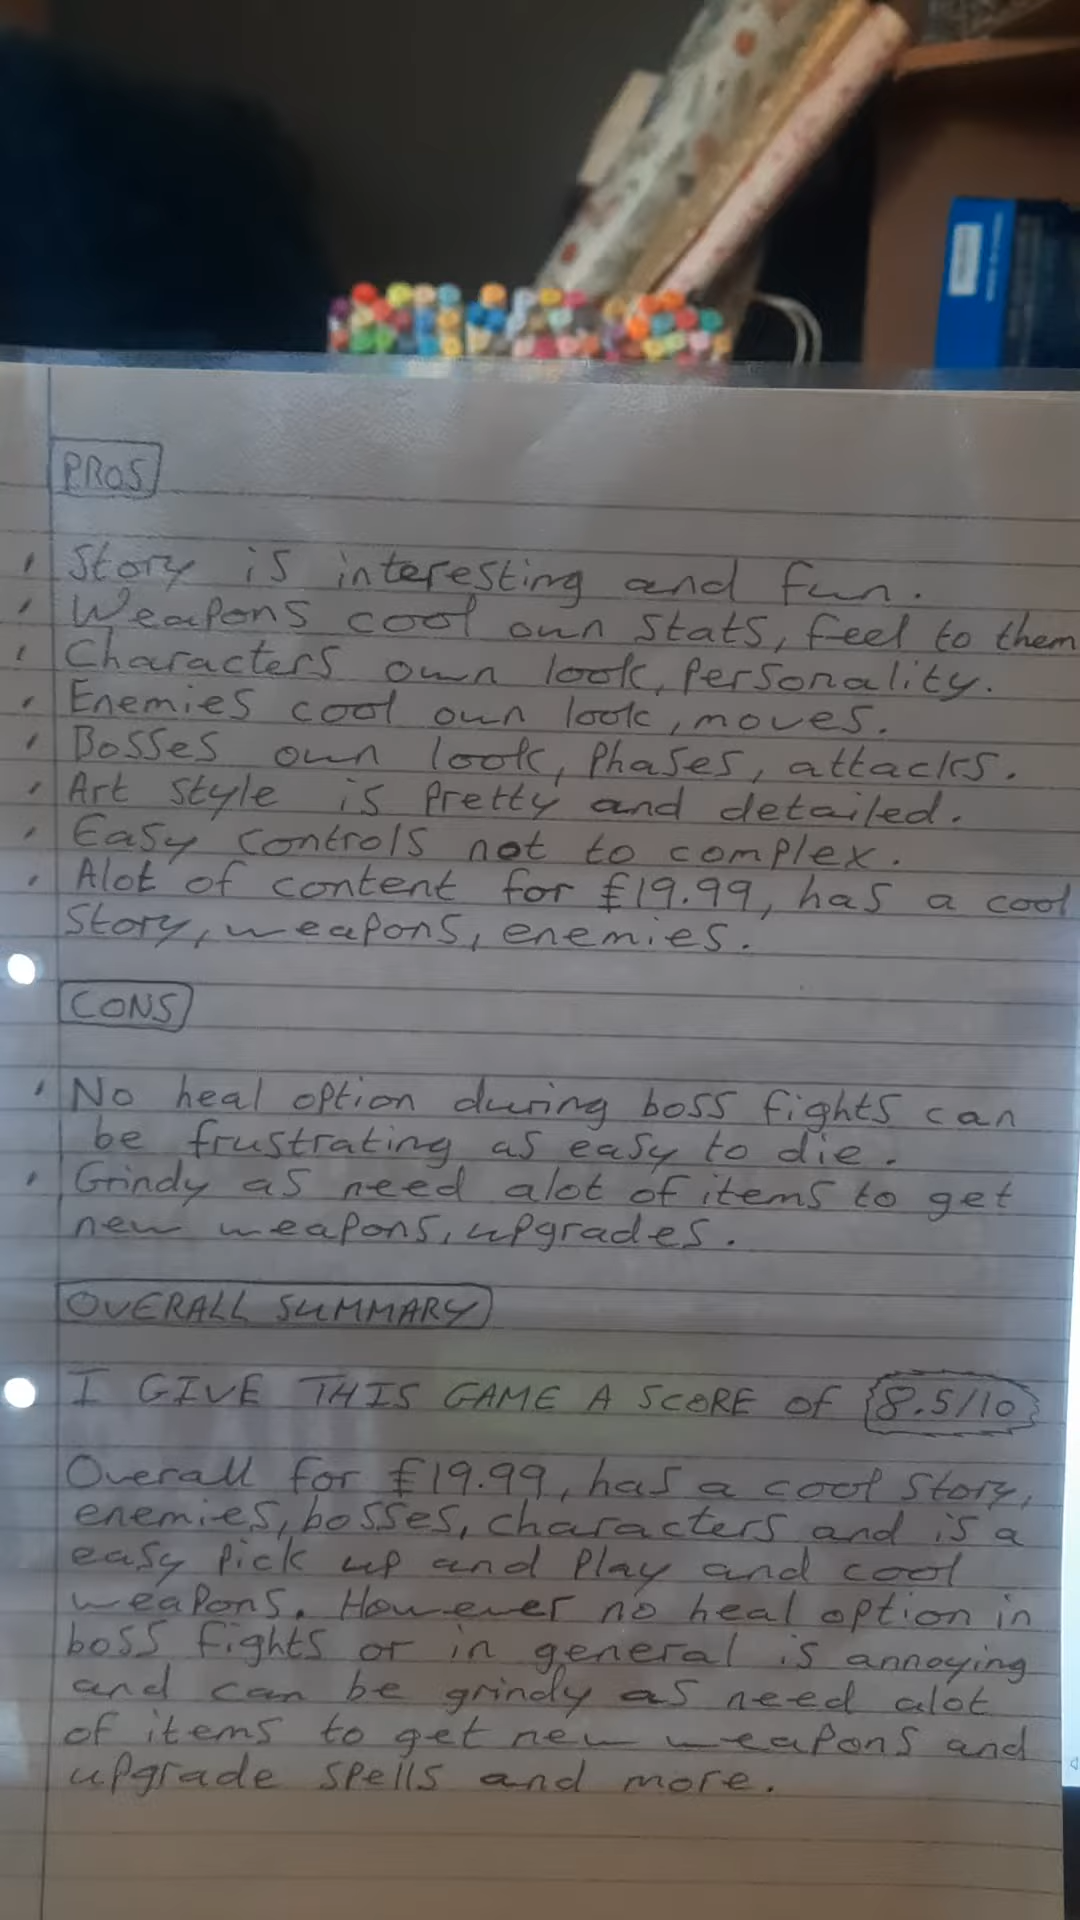 PROS
Story is interesting and fun.
Weapons cool own stats, feel to them
Characters own look, personality.
Enemies cool own look, moves.
Bosses own look, phases, attacks.
Art style is pretty and detailed.
Easy controls not to complex.
Alot of content for £19.99, has a cool
story, weapons, enemies.
CONS
No heal option during boss fights can
be frustrating as easy to die.
Grindy as need alot of items to get
new weapons, upgrades.
OVERALL SUMMARY
I GIVE THIS GAME A SCORE OF 8.5/10
Overall for £19.99, has a cool story,
enemies, bosses, characters and is a
easy pick up and play and cool
weapons. However no heal option in
boss fights or in general is annoying
and can be grindy as need alot
of items to get new weapons and
upgrade spells and more.